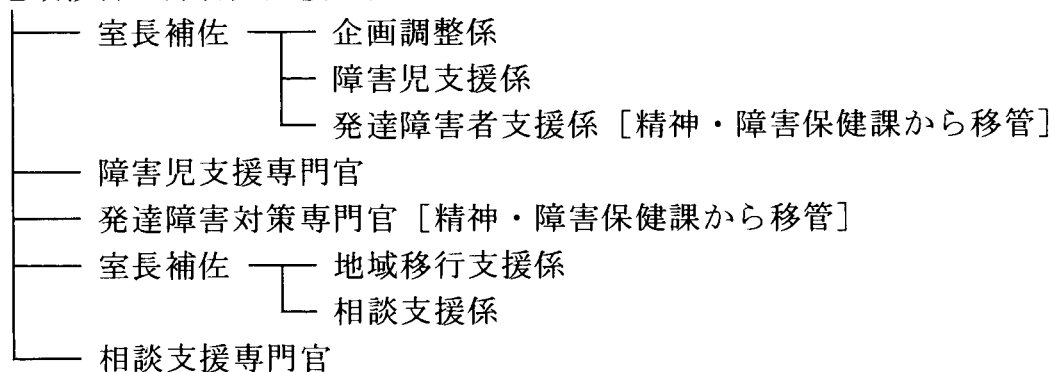 室長補佐 企画調整係
障害児支援係
発達障害者支援係［精神・障害保健課から移管］
障害児支援専門官
発達障害対策専門官［精神・障害保健課から移管］
室長補佐 地域移行支援係
相談支援係
相談支援専門官